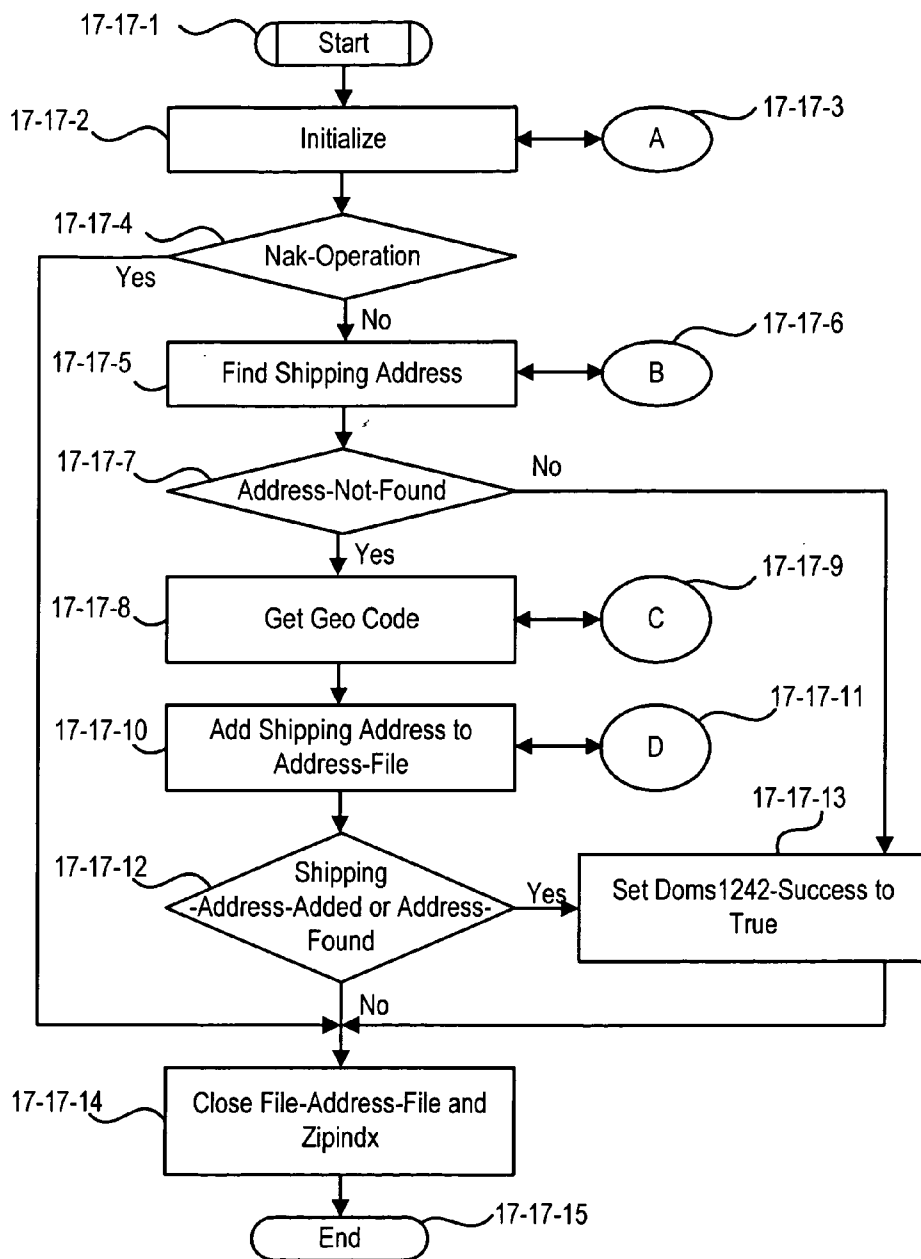 17-17-1
Start
17-17-2
Initialize
17-17-3
A
17-17-4
Nak-Operation
Yes
No
17-17-5
Find Shipping Address
17-17-6
B
17-17-7
Address-Not-Found
No
Yes
17-17-8
Get Geo Code
17-17-9
C
17-17-10
Add Shipping Address to
Address-File
17-17-11
D
17-17-12
Shipping
-Address-Added or Address-
Found
Yes
No
17-17-13
Set Doms1242-Success to
True
17-17-14
Close File-Address-File and
Zipindx
End
17-17-15